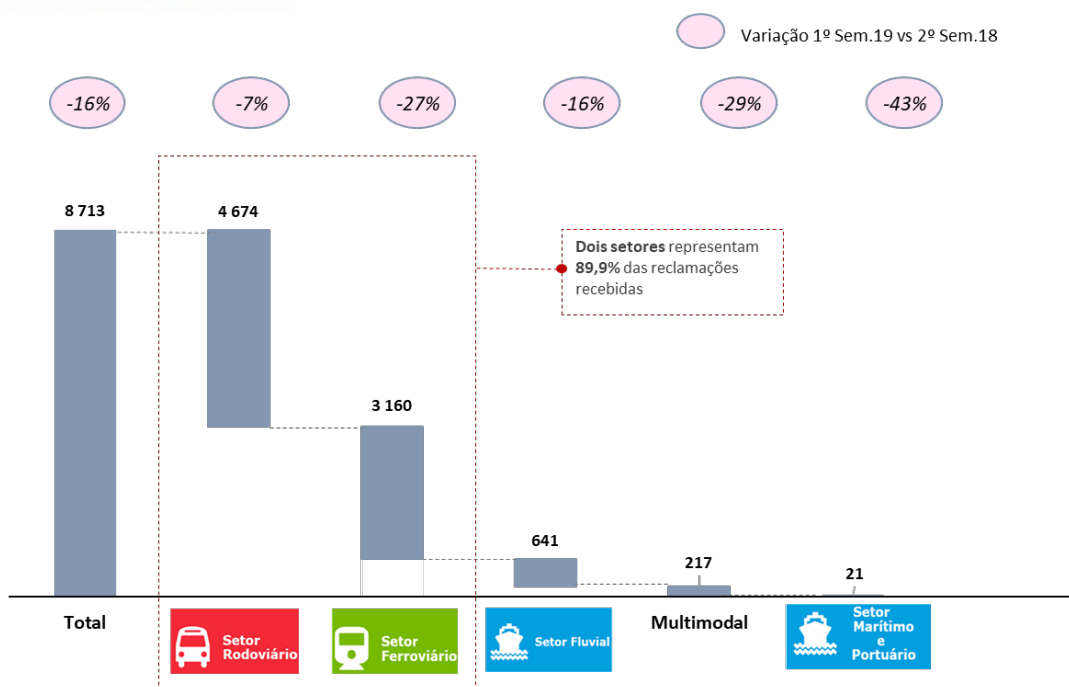 Variação 1º Sem.19 vs 2º Sem.18
-16%
-7%
-27%
-16%
-29%
-43%
8 713
4 674
Dois setores representam
89,9% das reclamações
recebidas
3 160
641
217
21
Total
Setor
Rodoviário
Setor
Ferroviário
Setor Fluvial
Multimodal
Setor
Marítimo
e
Portuário